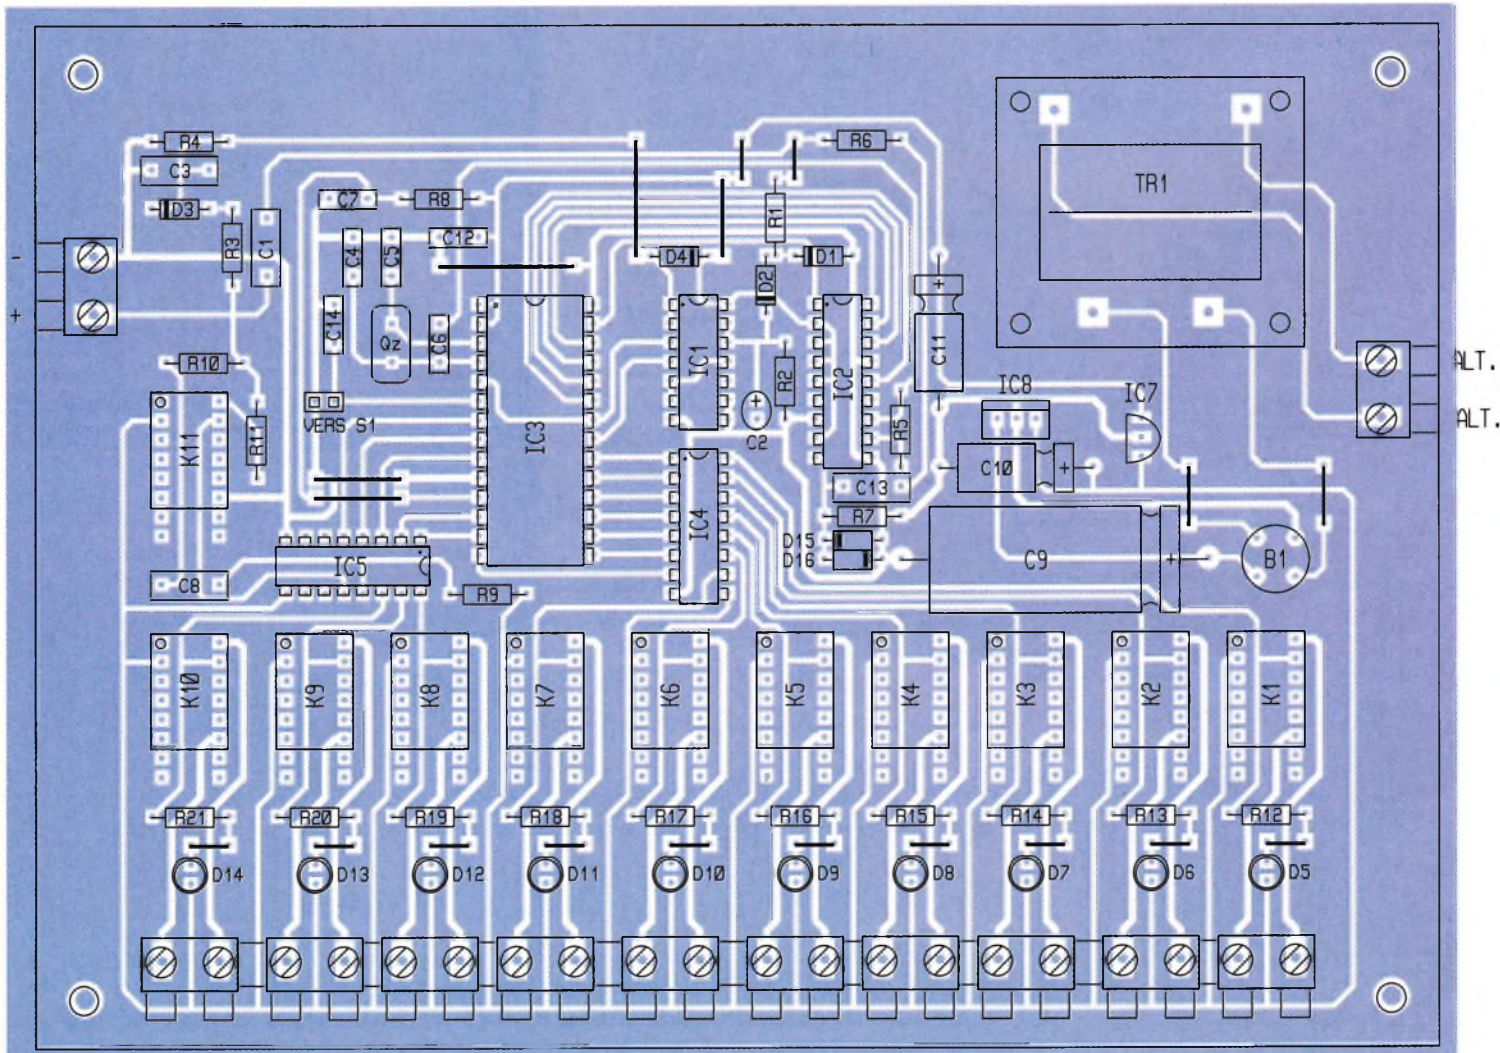 R4
R6
C3
TR1
D3
C7
R8
R1
R3
C1
C4
C5
C12
D4
D1
D2
-
+
+
C14
Qz
C6
IC1
R2
IC2
C11
R10
IC8
IC7
ALT.
ALT.
VERS S1
K11
R11
IC3
+
C2
R5
C10
+
C13
IC4
R7
D15
D16
IC5
C8
R9
C9
+
B1
K10
K9
K8
K7
K6
K5
K4
K3
K2
K1
R21
R20
R19
R18
R17
R16
R15
R14
R13
R12
D14
D13
D12
D11
D10
D9
D8
D7
D6
D5